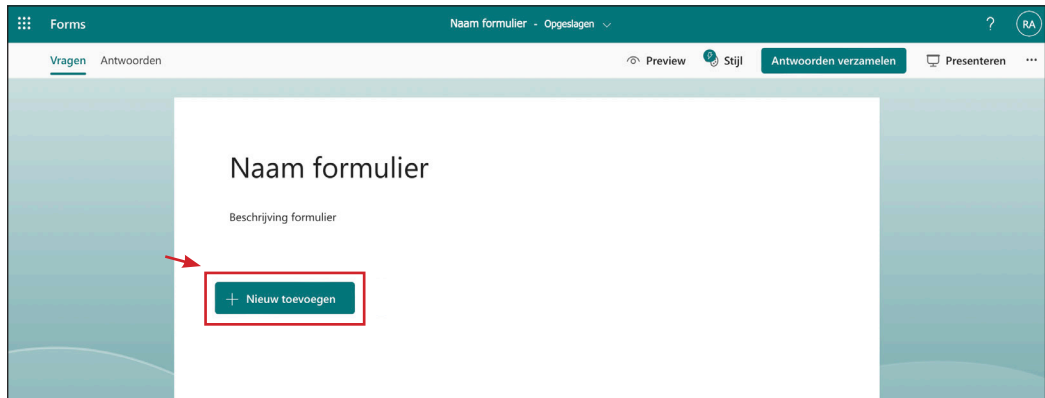 Forms
Naam formulier - Opgeslagen
?
RA
Vragen Antwoorden
Preview
Stijl
Antwoorden verzamelen
Presenteren
...
Naam formulier
Beschrijving formulier
+ Nieuw toevoegen